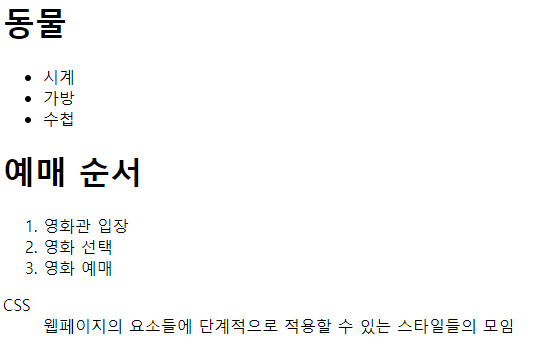 동물
• 시계
• 가방
• 수첩
예매 순서
1. 영화관 입장
2. 영화 선택
3. 영화 예매
CSS
웹페이지의 요소들에 단계적으로 적용할 수 있는 스타일들의 모임